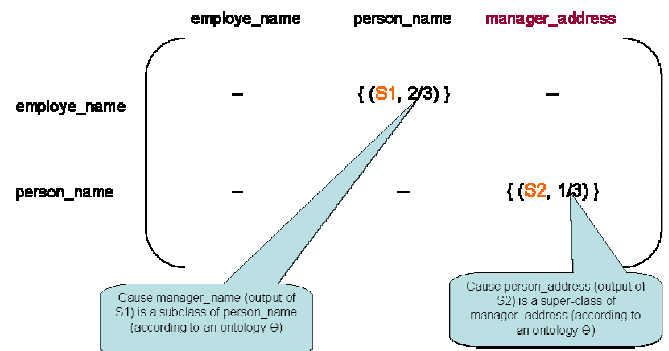 employe_name person_name manager_address
employe_name – { (S1, 2/3) } –
person_name – – { (S2, 1/3) }
Cause manager_name (output of
S1) is a subclass of person_name
(according to an ontology Θ)
Cause person_address (output of
S2) is a super-class of
manager_address (according to
an ontology Θ)